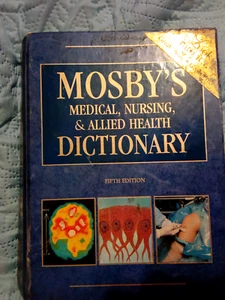 MOSBY'S
MEDICAL, NURSING,
& ALLIED HEALTH
DICTIONARY
FIFTH EDITION